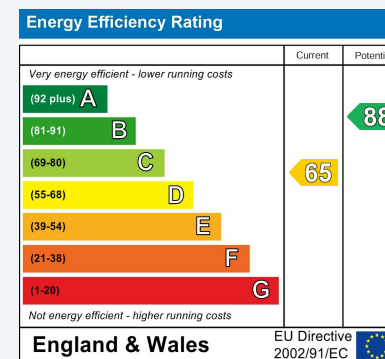 Energy Efficiency Rating
Current Potenti
Very energy efficient - lower running costs
(92 plus) A
(81-91) B
88
(69-80) C
65
(55-68) D
(39-54) E
(21-38) F
(1-20) G
Not energy efficient - higher running costs
England & Wales
EU Directive
2002/91/EC